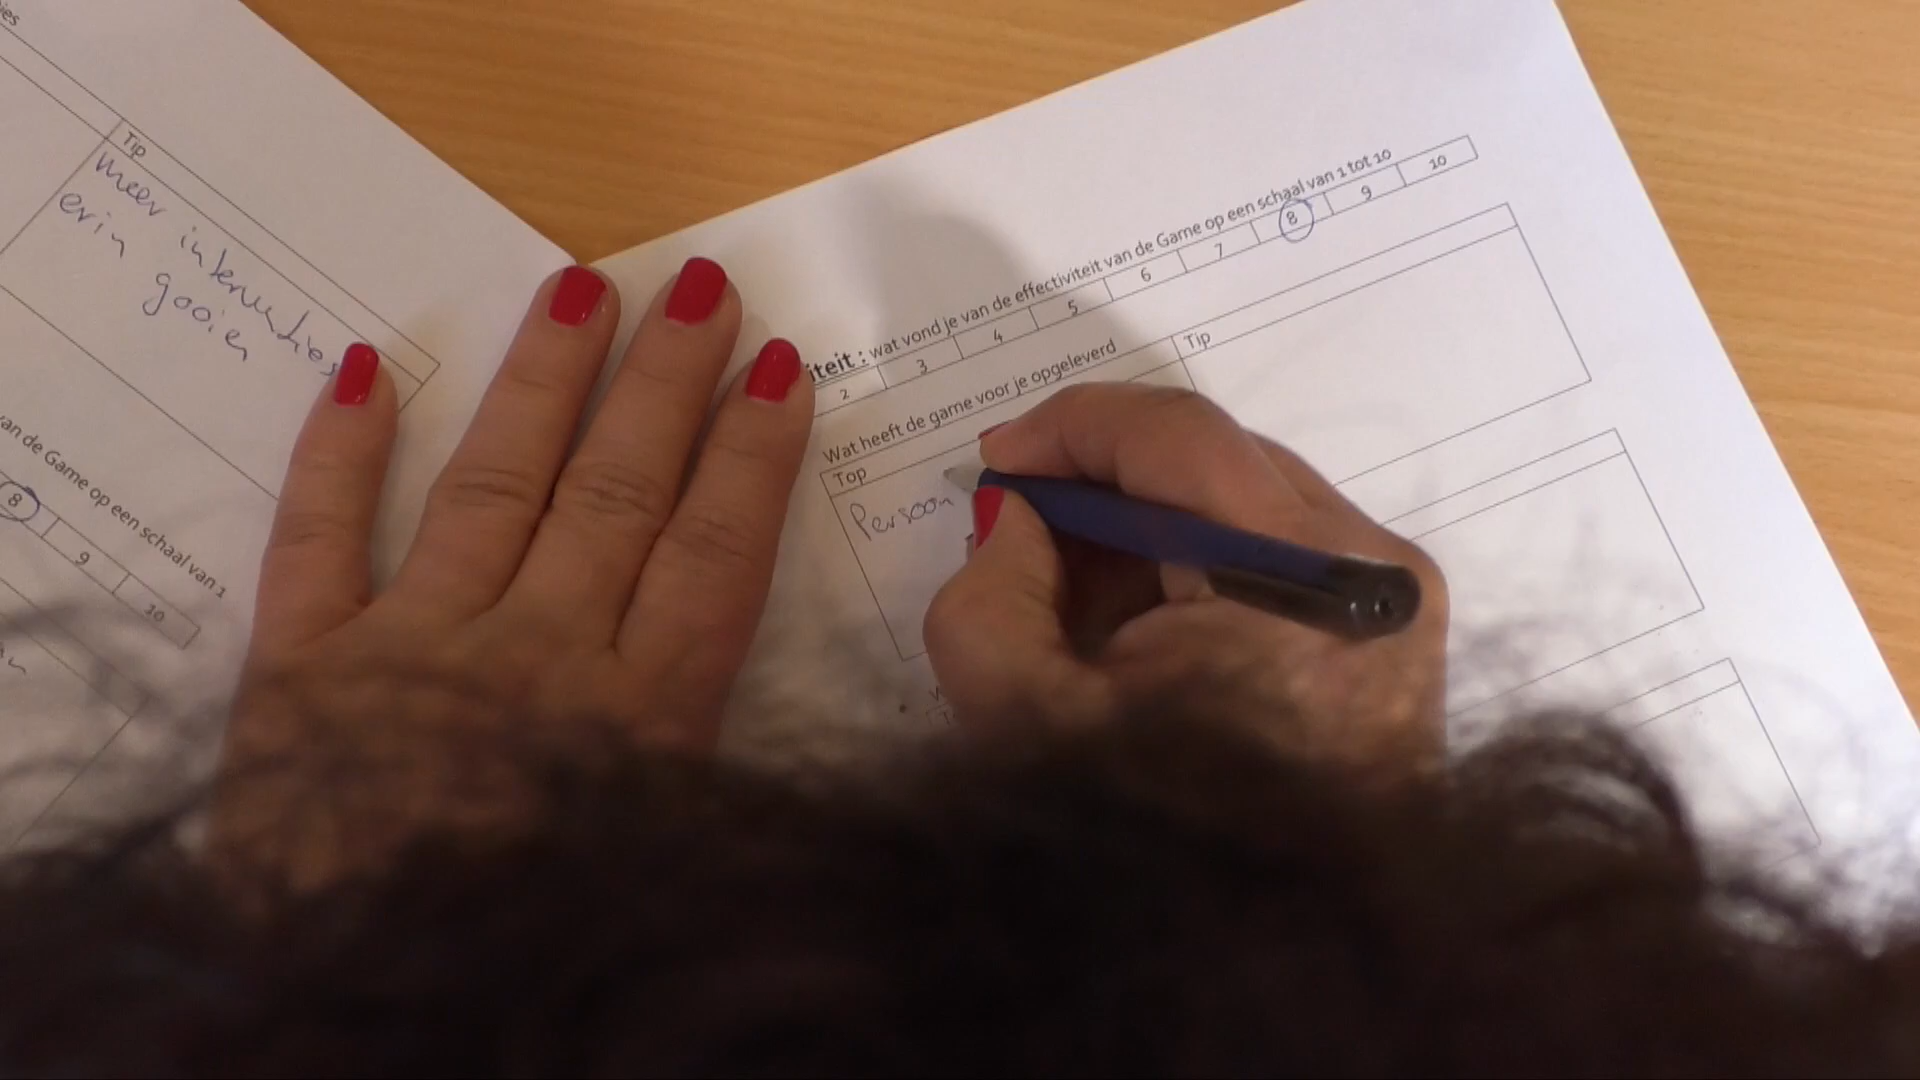 ies
Tip
meer interventies
erin gooien
van de Game op een schaal van 1
8 9 10
iteit : wat vond je van de effectiviteit van de Game op een schaal van 1 tot 10
2 3 4 5 6 7 8 9 10
Wat heeft de game voor je opgeleverd
Top Tip
Persoon